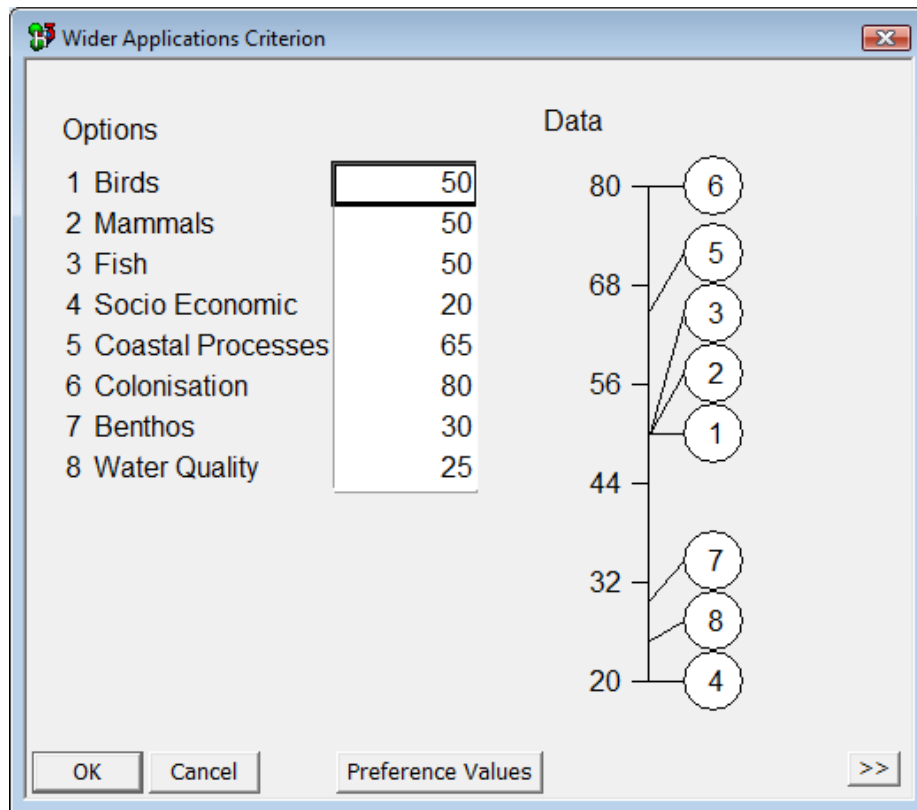 Wider Applications Criterion
Options
1 Birds 50
2 Mammals 50
3 Fish 50
4 Socio Economic 20
5 Coastal Processes 65
6 Colonisation 80
7 Benthos 30
8 Water Quality 25
Data
80 6
5
68
3
56 2
1
44
7
32
8
20 4
OK Cancel Preference Values >>